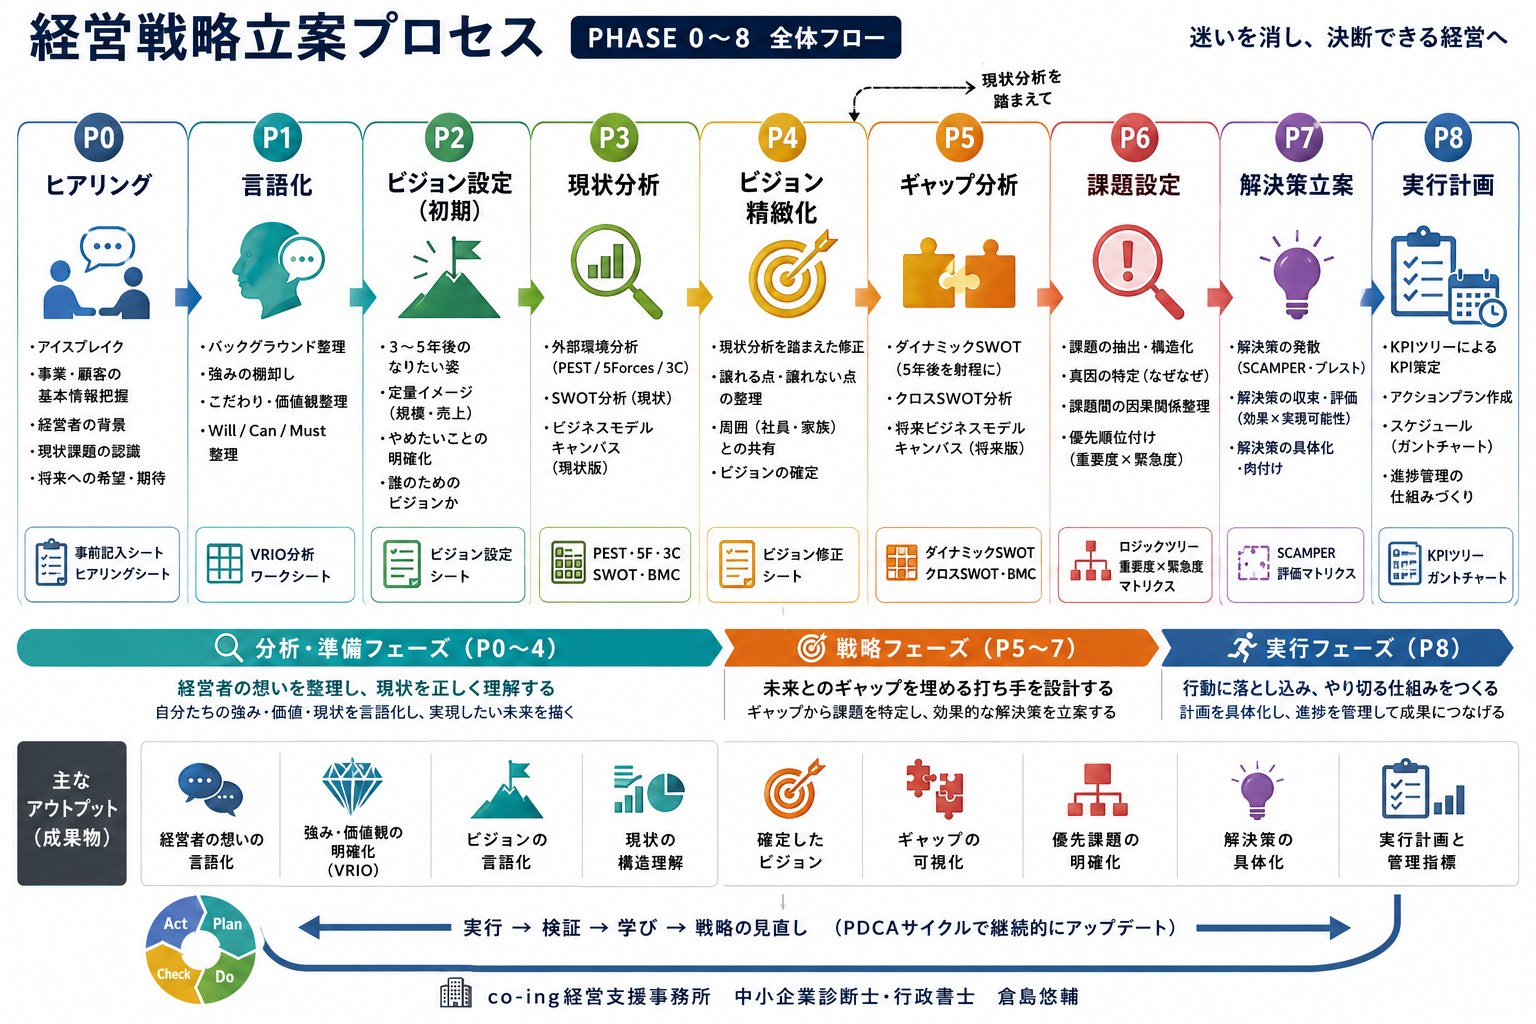 経営戦略立案プロセス
PHASE 0〜8 全体フロー
迷いを消し、決断できる経営へ
現状分析を
踏まえて
P0
ヒアリング
・アイスブレイク
・事業・顧客の
基本情報把握
・経営者の背景
・現状課題の認識
・将来への希望・期待
事前記入シート
ヒアリングシート
P1
言語化
・バックグラウンド整理
・強みの棚卸し
・こだわり・価値観整理
・Will / Can / Must
整理
VRIO分析
ワークシート
P2
ビジョン設定
（初期）
・3〜5年後の
なりたい姿
・定量イメージ
（規模・売上）
・やめたいことの
明確化
・誰のための
ビジョンか
ビジョン設定
シート
P3
現状分析
・外部環境分析
（PEST / 5Forces / 3C）
・SWOT分析（現状）
・ビジネスモデル
キャンバス
（現状版）
PEST・5F・3C
SWOT・BMC
P4
ビジョン
精緻化
・現状分析を踏まえた修正
・譲れる点・譲れない点
の整理
・周囲（社員・家族）
との共有
・ビジョンの確定
ビジョン修正
シート
P5
ギャップ分析
・ダイナミックSWOT
（5年後を射程に）
・クロスSWOT分析
・将来ビジネスモデル
キャンバス（将来版）
ダイナミックSWOT
クロスSWOT・BMC
P6
課題設定
・課題の抽出・構造化
・真因の特定（なぜなぜ）
・課題間の因果関係整理
・優先順位付け
（重要度×緊急度）
ロジックツリー
重要度×緊急度
マトリクス
P7
解決策立案
・解決策の発散
（SCAMPER・ブレスト）
・解決策の収束・評価
（効果×実現可能性）
・解決策の具体化
・肉付け
SCAMPER
評価マトリクス
P8
実行計画
・KPIツリーによる
KPI策定
・アクションプラン作成
・スケジュール
（ガントチャート）
・進捗管理の
仕組みづくり
KPIツリー
ガントチャート
分析・準備フェーズ（P0〜4）
経営者の想いを整理し、現状を正しく理解する
自分たちの強み・価値・現状を言語化し、実現したい未来を描く
戦略フェーズ（P5〜7）
未来とのギャップを埋める打ち手を設計する
ギャップから課題を特定し、効果的な解決策を立案する
実行フェーズ（P8）
行動に落とし込み、やり切る仕組みをつくる
計画を具体化し、進捗を管理して成果につなげる
主な
アウトプット
（成果物）
経営者の想いの
言語化
強み・価値観の
明確化
（VRIO）
ビジョンの
言語化
現状の
構造理解
確定した
ビジョン
ギャップの
可視化
優先課題の
明確化
解決策の
具体化
実行計画と
管理指標
Act
Plan
Check
Do
実行 → 検証 → 学び → 戦略の見直し （PDCAサイクルで継続的にアップデート）
co-ing経営支援事務所 中小企業診断士・行政書士 倉島悠輔